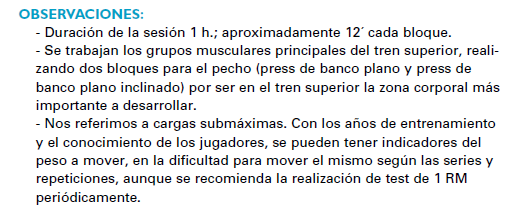 OBSERVACIONES:
- Duración de la sesión 1 h.; aproximadamente 12´ cada bloque.
- Se trabajan los grupos musculares principales del tren superior, reali-
zando dos bloques para el pecho (press de banco plano y press de
banco plano inclinado) por ser en el tren superior la zona corporal más
importante a desarrollar.
- Nos referimos a cargas submáximas. Con los años de entrenamiento
y el conocimiento de los jugadores, se pueden tener indicadores del
peso a mover, en la dificultad para mover el mismo según las series y
repeticiones, aunque se recomienda la realización de test de 1 RM
periódicamente.